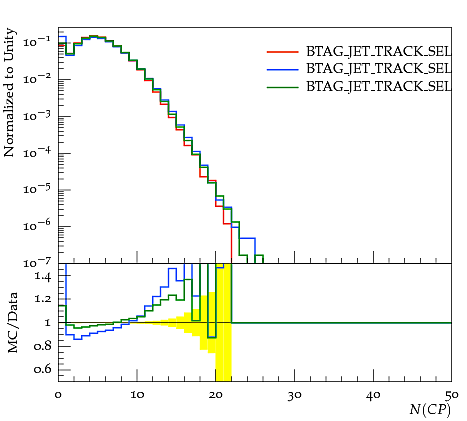 Normalized to Unity
10⁻¹
10⁻²
10⁻³
10⁻⁴
10⁻⁵
10⁻⁶
10⁻⁷
BTAG_JET_TRACK_SEL
BTAG_JET_TRACK_SEL
BTAG_JET_TRACK_SEL
MC/Data
1.4
1.2
1
0.8
0.6
0 10 20 30 40 50
N(CP)